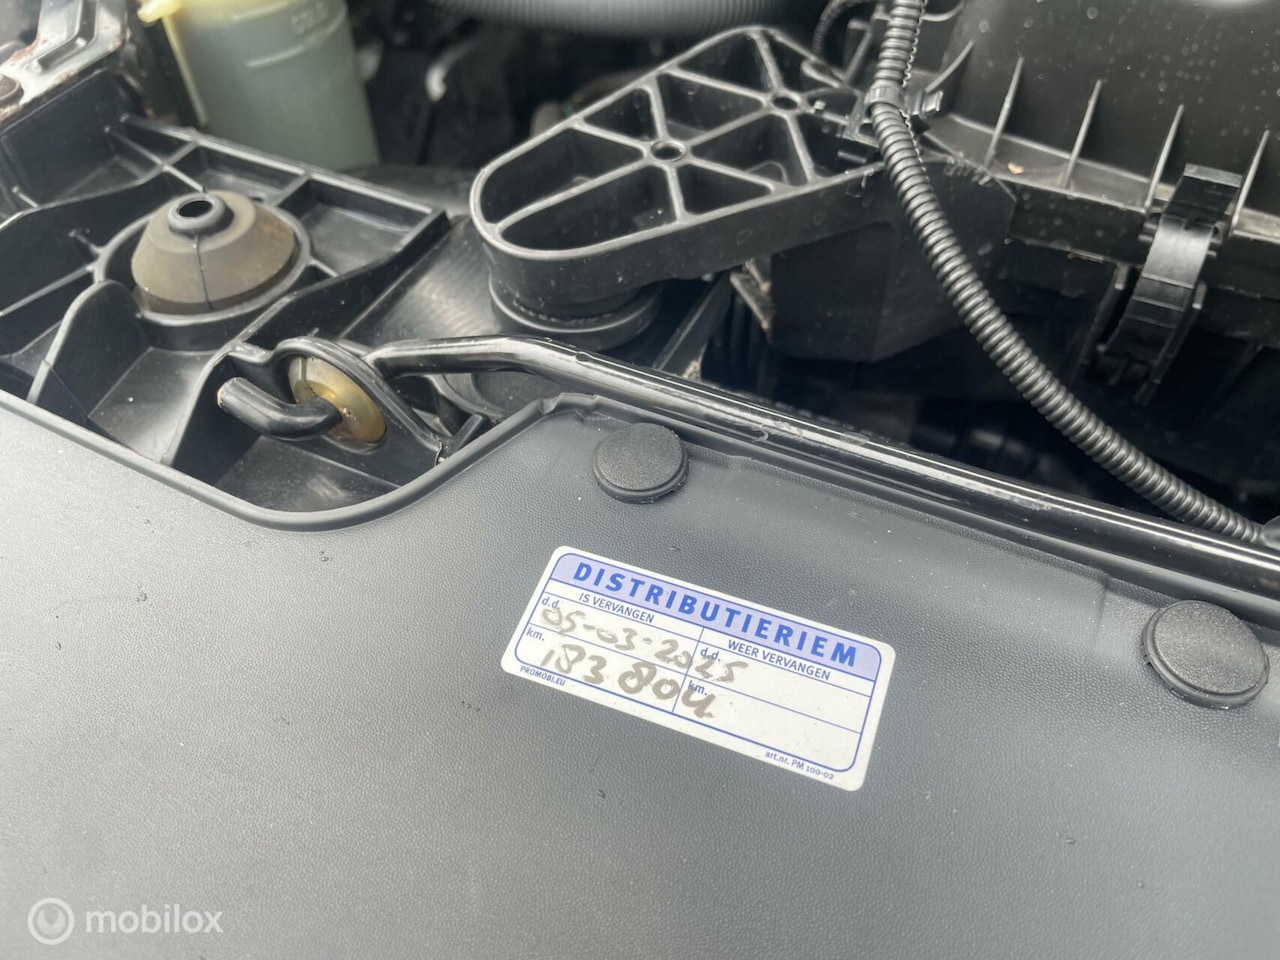 DISTRIBUTIERIEM
IS VERVANGEN
WEER VERVANGEN
d.d. 05-03-2025
d.d.
km. 183804
km.
PROMOBI.EU
art.nr. PM 100-02
mobilox